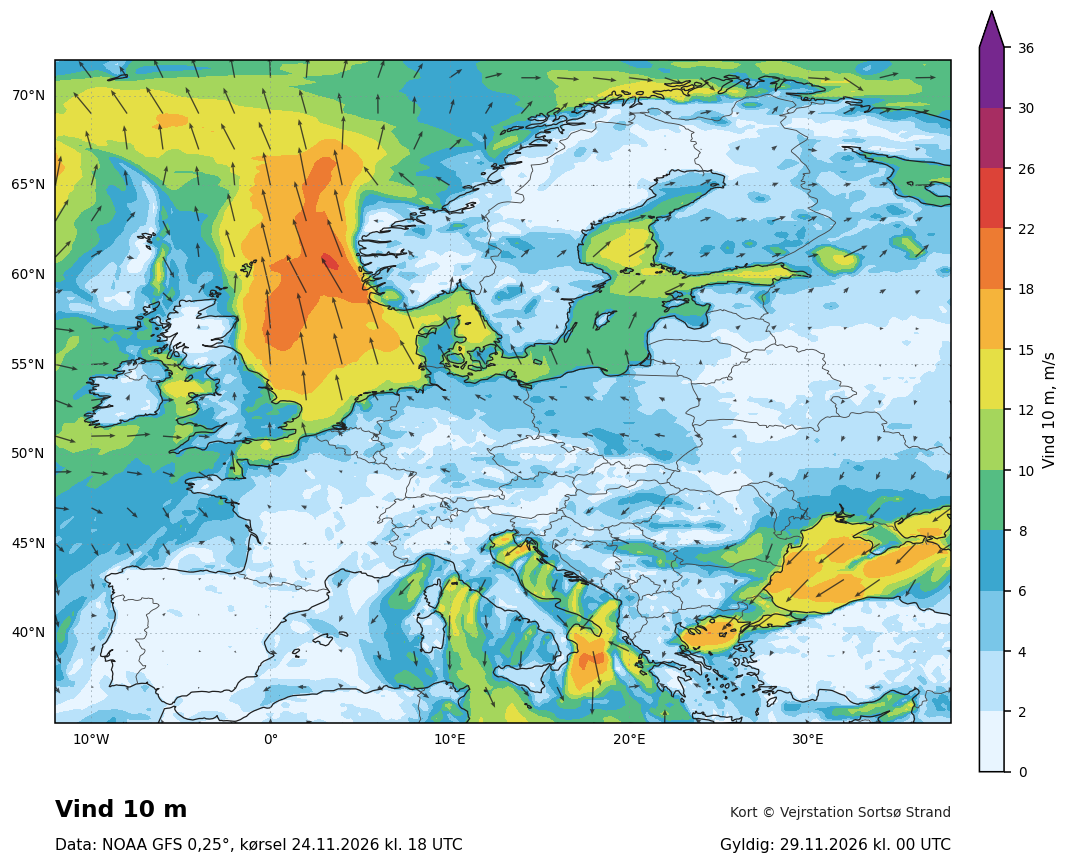 36
30
26
22
18
15
12
10
8
6
4
2
0
Vind 10 m, m/s
70°N
65°N
60°N
55°N
50°N
45°N
40°N
10°W
0°
10°E
20°E
30°E
Vind 10 m
Kort © Vejrstation Sortsø Strand
Data: NOAA GFS 0,25°, kørsel 24.11.2026 kl. 18 UTC
Gyldig: 29.11.2026 kl. 00 UTC